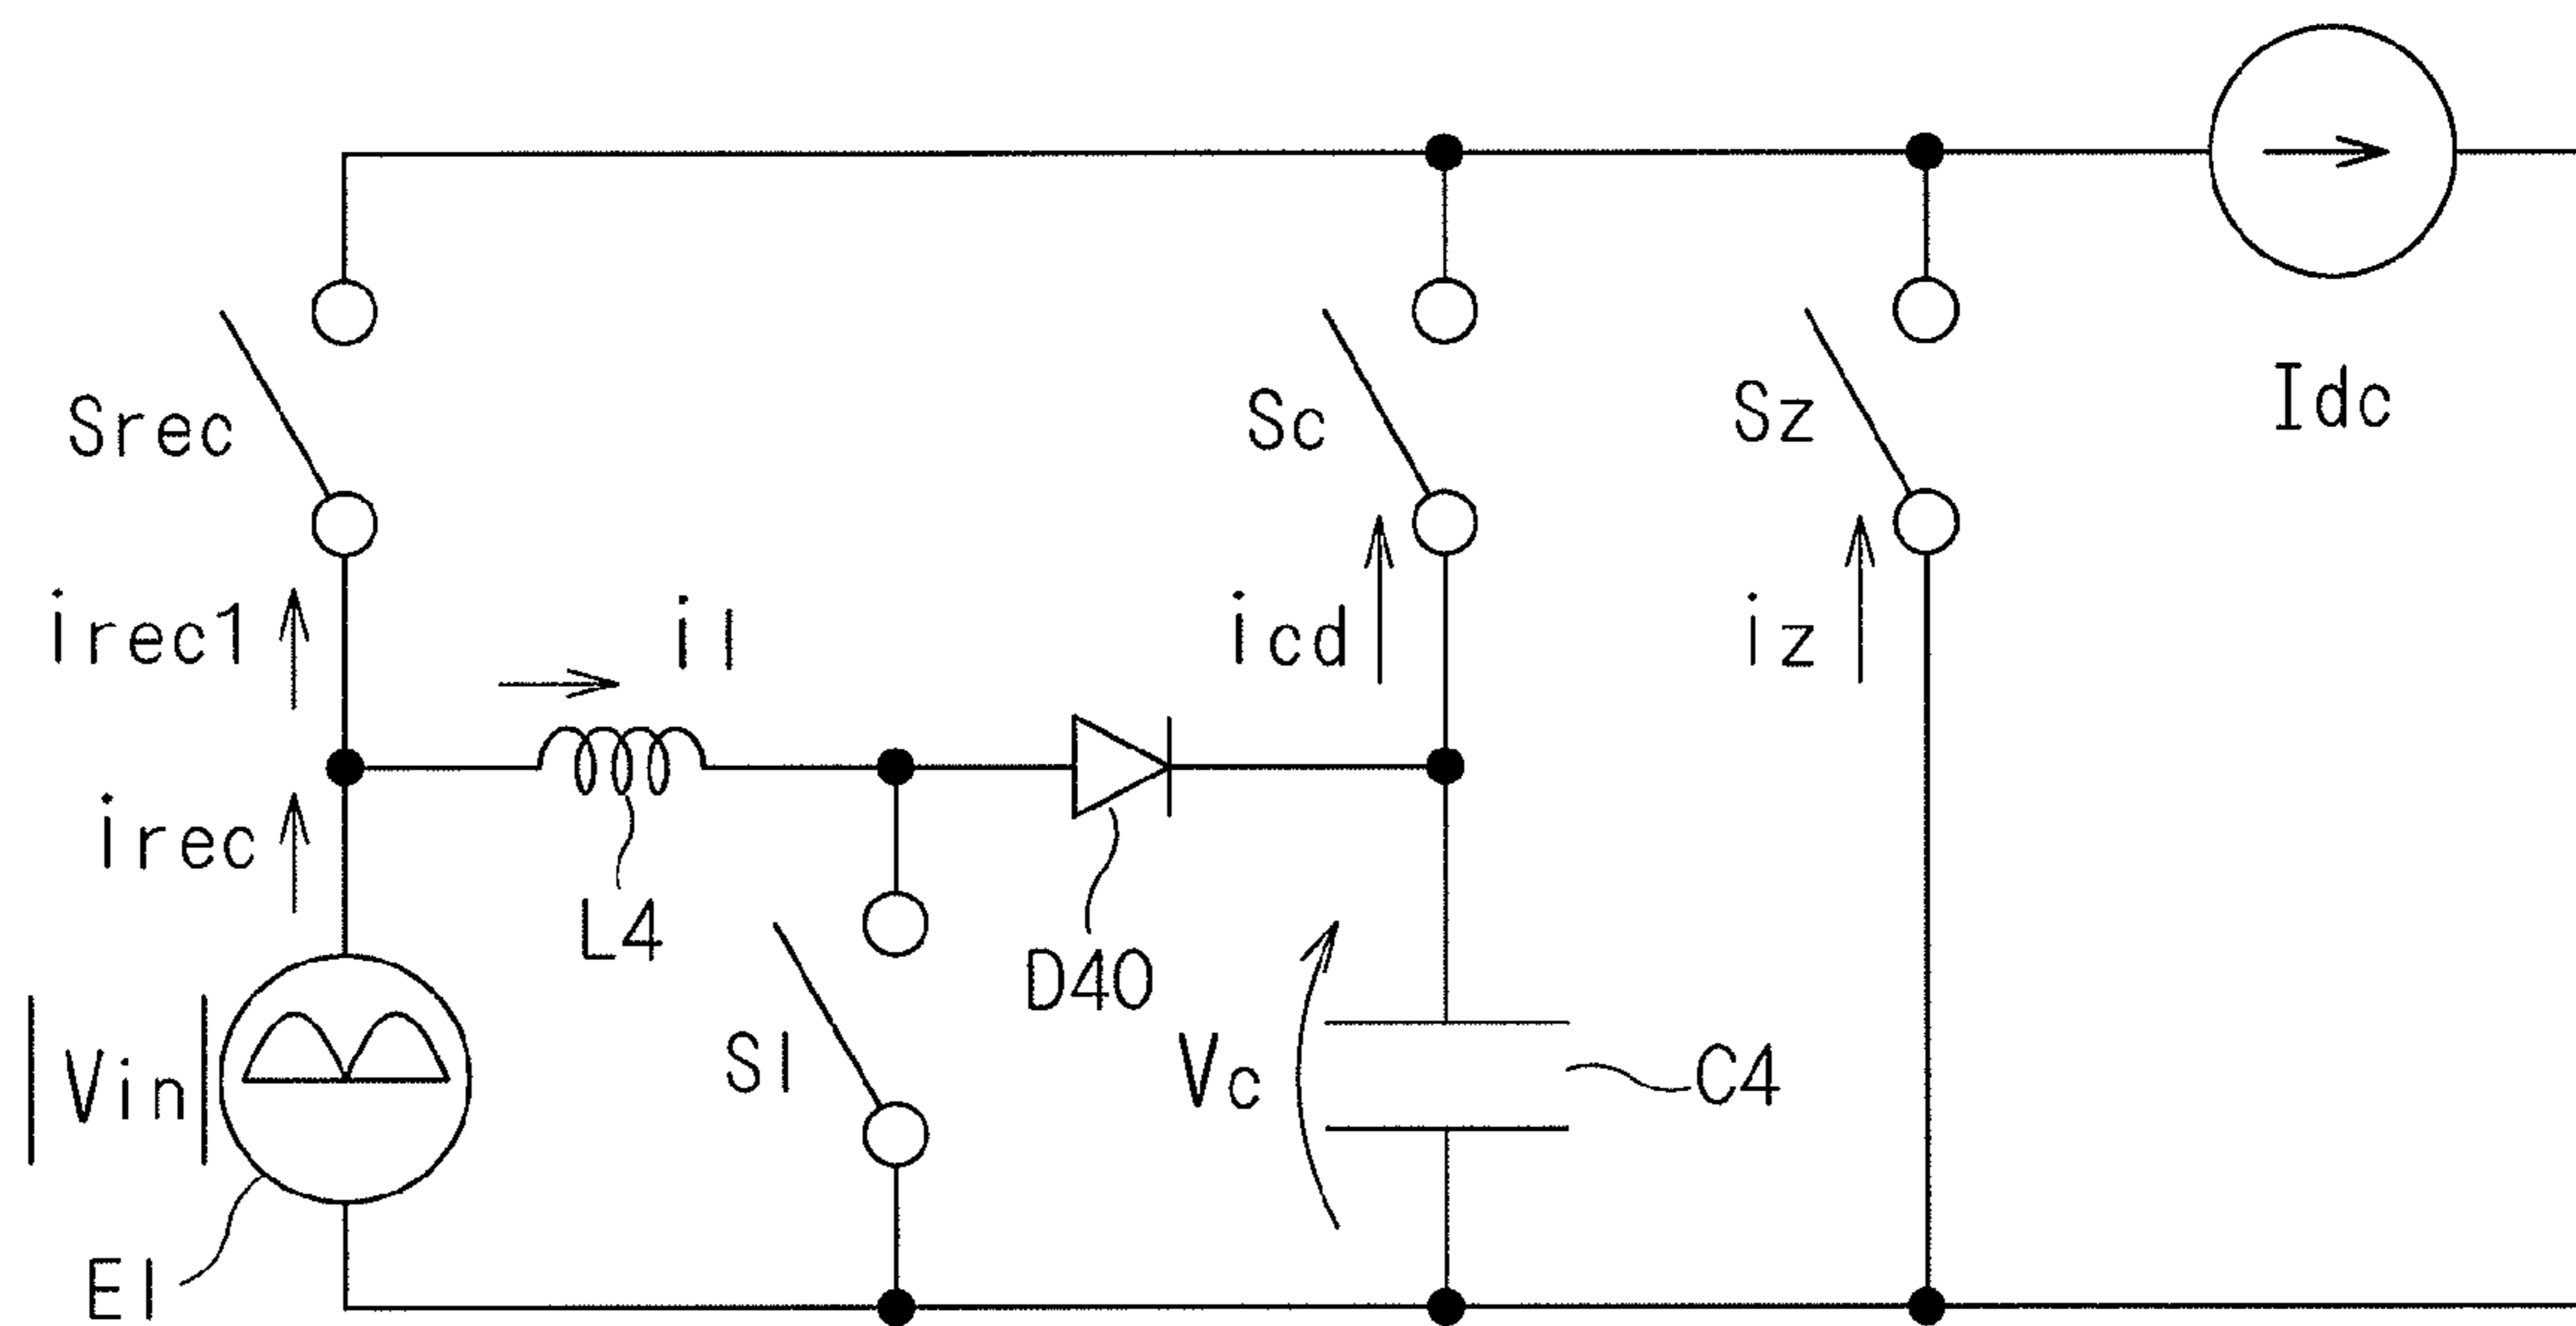 Idc
Srec
Sc
Sz
irec1
il
icd
iz
irec
L4
D40
|Vin|
Sl
Vc
C4
El